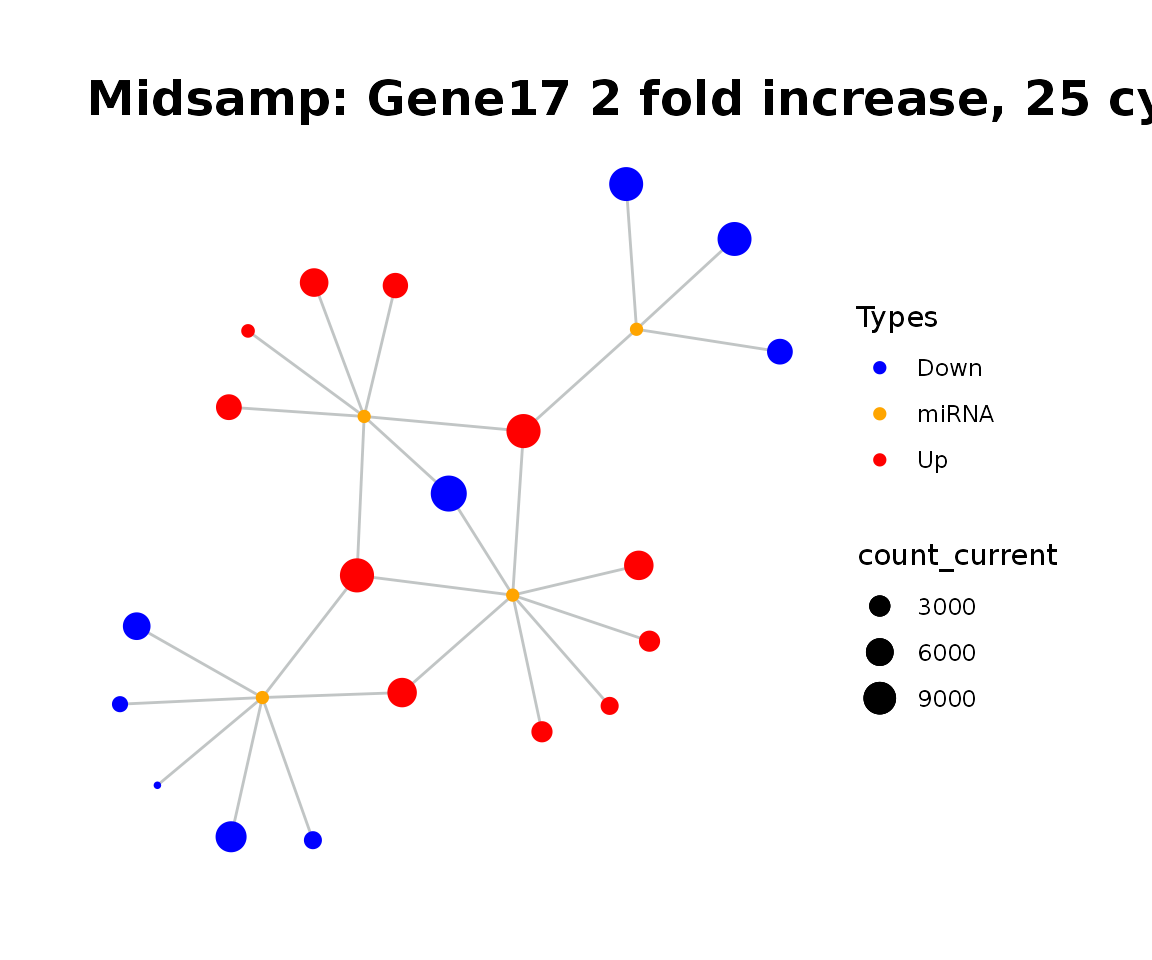 Midsamp: Gene17 2 fold increase, 25 cy
Types
Down
miRNA
Up
count_current
3000
6000
9000